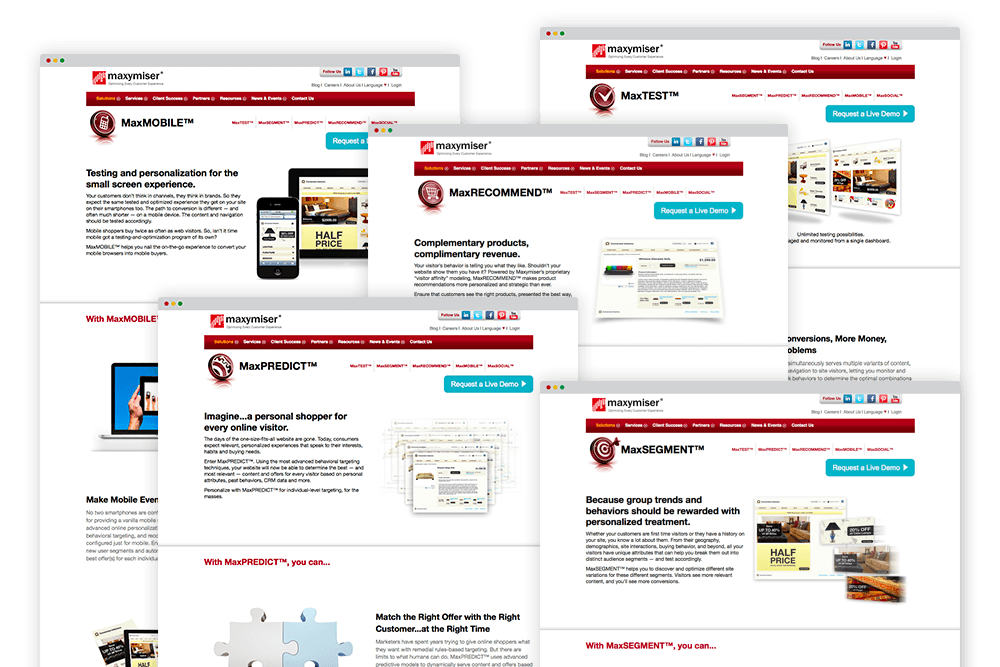 maxymiser®
Optimizing Every Customer Experience
Follow Us
Blog | Careers | About Us | Language | Login
Solutions Services Client Success Partners Resources News & Events Contact Us
MaxMOBILE™
MaxTEST™ MaxSEGMENT™ MaxPREDICT™ MaxRECOMMEND™ MaxSOCIAL™
Request a
Testing and personalization for the
small screen experience.
Your customers don't think in channels, they think in brands. So they
expect the same tested and optimized experience they get on your site
on their smartphones too. The path to conversion is different — and
often much shorter — on a mobile device. The content and navigation
should be tested accordingly.
Mobile shoppers buy twice as often as web visitors. So, isn't it time
mobile got a testing-and-optimization program of its own?
MaxMOBILE™ helps you nail the on-the-go experience to convert your
mobile browsers into mobile buyers.
HALF
PRICE
With MaxMOBILE
Make Mobile Even
No two smartphones are conf
for providing a vanilla mobile
advanced online personalizat
behavioral targeting, and reco
configured just for mobile. En
new user segments and autor
best offer(s) for each individua
UP TO 40%
HALF
maxymiser®
Optimizing Every Customer Experience
Follow Us
Blog | Careers | About Us | Language | Login
Solutions Services Client Success Partners Resources News & Events Contact Us
MaxTEST™
MaxSEGMENT™ MaxPREDICT™ MaxRECOMMEND™ MaxMOBILE™ MaxSOCIAL™
Request a Live Demo
Unlimited testing possibilities.
aged and monitored from a single dashboard.
onversions, More Money,
oblems
simultaneously serves multiple variants of content,
navigation to site visitors, letting you monitor and
k behaviors to determine the optimal combinations
maxymiser®
Optimizing Every Customer Experience
Follow Us
Blog | Careers | About Us | Language | Login
Solutions Services Client Success Partners Resources News & Events Contact Us
MaxRECOMMEND™
MaxTEST™ MaxSEGMENT™ MaxPREDICT™ MaxMOBILE™ MaxSOCIAL™
Request a Live Demo
Complementary products,
complimentary revenue.
Your visitor's behavior is telling you what they like. Shouldn't your
website show them you have it? Powered by Maxymiser's proprietary
"visitor affinity" modeling, MaxRECOMMEND™ makes product
recommendations more personalized and strategic than ever.
Ensure that customers see the right products, presented the best way,
maxymiser®
Optimizing Every Customer Experience
Follow Us
Blog | Careers | About Us | Language | Login
Solutions Services Client Success Partners Resources News & Events Contact Us
MaxPREDICT™
MaxTEST™ MaxSEGMENT™ MaxRECOMMEND™ MaxMOBILE™ MaxSOCIAL™
Request a Live Demo
Imagine...a personal shopper for
every online visitor.
The days of the one-size-fits-all website are gone. Today, consumers
expect relevant, personalized experiences that speak to their interests,
habits and buying needs.
Enter MaxPREDICT™. Using the most advanced behavioral targeting
techniques, your website will now be able to determine the best — and
most relevant — content and offers for every visitor based on personal
attributes, past behaviors, CRM data and more.
Personalize with MaxPREDICT™ for individual-level targeting, for the
masses.
With MaxPREDICT™, you can...
Match the Right Offer with the Right
Customer...at the Right Time
Marketers have spent years trying to give online shoppers what
they want with remedial rules-based targeting. But there are
limits to what humans can do. MaxPREDICT™ uses advanced
predictive models to dynamically serve content and offers based
maxymiser®
Optimizing Every Customer Experience
Follow Us
Blog | Careers | About Us | Language | Login
Solutions Services Client Success Partners Resources News & Events Contact Us
MaxSEGMENT™
MaxTEST™ MaxPREDICT™ MaxRECOMMEND™ MaxMOBILE™ MaxSOCIAL™
Request a Live Demo
Because group trends and
behaviors should be rewarded with
personalized treatment.
Whether your customers are first time visitors or they have a history on
your site, you know a lot about them. From their geography,
demographics, site interactions, buying behavior, and beyond, all your
visitors have unique attributes that can help you break them out into
distinct audience segments — and test accordingly.
MaxSEGMENT™ helps you to discover and optimize different site
variations for these different segments. Visitors see more relevant
content, and you'll see more conversions.
UP TO 40%
HALF
PRICE
20% OFF
With MaxSEGMENT™, you can...